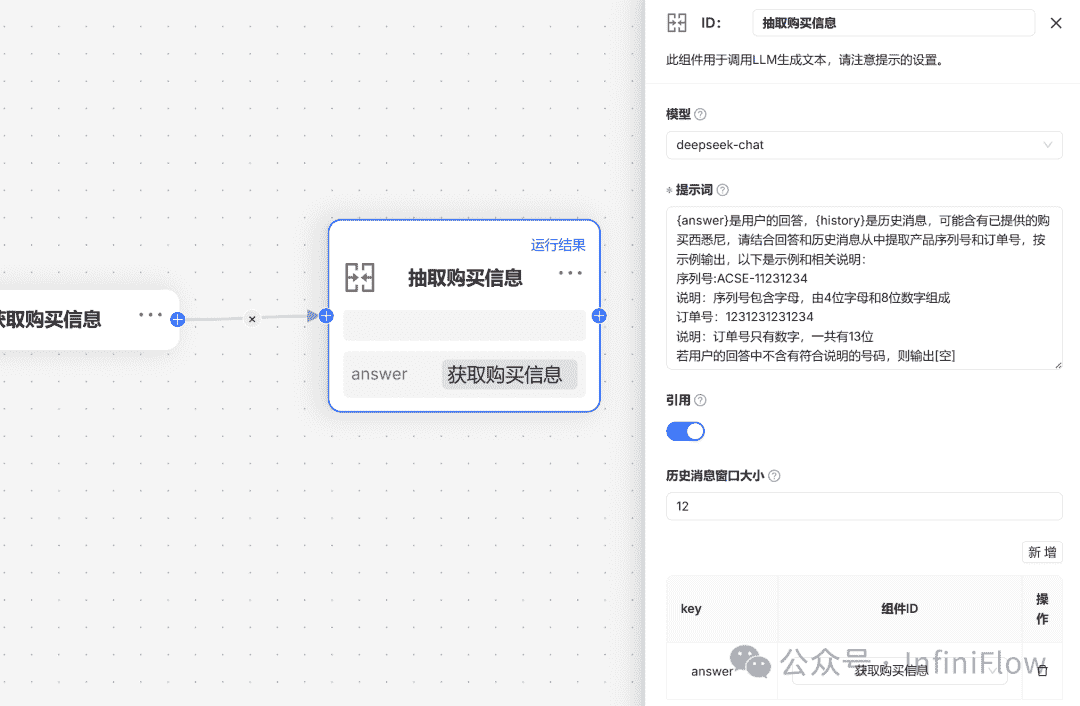 ID：
抽取购买信息
此组件用于调用LLM生成文本，请注意提示的设置。
模型
deepseek-chat
* 提示词
{answer}是用户的回答，{history}是历史消息，可能含有已提供的购
买西悉尼，请结合回答和历史消息从中提取产品序列号和订单号，按
示例输出，以下是示例和相关说明：
序列号:ACSE-11231234
说明：序列号包含字母，由4位字母和8位数字组成
订单号：1231231231234
说明：订单号只有数字，一共有13位
若用户的回答中不含有符合说明的号码，则输出[空]
引用
历史消息窗口大小
12
新增
key
组件ID
操
作
answer
获取购买信息
公众号 · InfiniFlow
运行结果
抽取购买信息
answer
获取购买信息
取购买信息